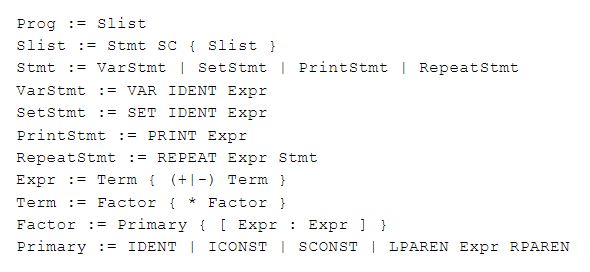 Prog := Slist
Slist := Stmt SC { Slist }
Stmt := VarStmt | SetStmt | PrintStmt | RepeatStmt
VarStmt := VAR IDENT Expr
SetStmt := SET IDENT Expr
PrintStmt := PRINT Expr
RepeatStmt := REPEAT Expr Stmt
Expr := Term { (+|-) Term }
Term := Factor { * Factor }
Factor := Primary { [ Expr : Expr ] }
Primary := IDENT | ICONST | SCONST | LPAREN Expr RPAREN